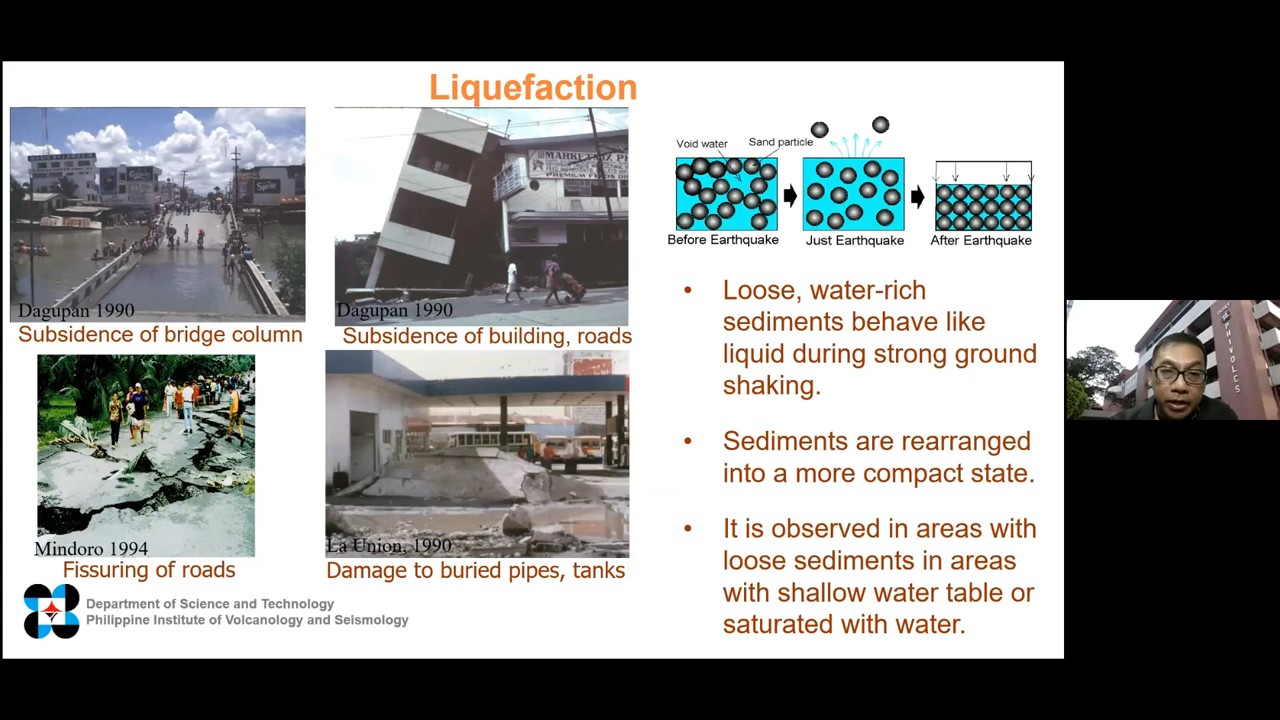 Liquefaction
Dagupan 1990
Subsidence of bridge column
MARKETMIX
PREMIUM FEEDS
Dagupan 1990
Subsidence of building, roads
Mindoro 1994
Fissuring of roads
La Union, 1990
Damage to buried pipes, tanks
Void water
Sand particle
Before Earthquake
Just Earthquake
After Earthquake
• Loose, water-rich
sediments behave like
liquid during strong ground
shaking.
• Sediments are rearranged
into a more compact state.
• It is observed in areas with
loose sediments in areas
with shallow water table or
saturated with water.
Department of Science and Technology
Philippine Institute of Volcanology and Seismology
PHIVOLCS